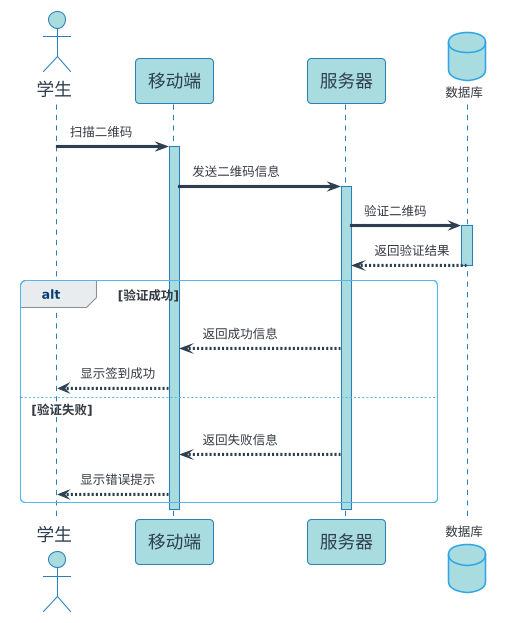 学生
移动端
服务器
数据库
扫描二维码
发送二维码信息
验证二维码
返回验证结果
alt
[验证成功]
返回成功信息
显示签到成功
[验证失败]
返回失败信息
显示错误提示
学生
移动端
服务器
数据库